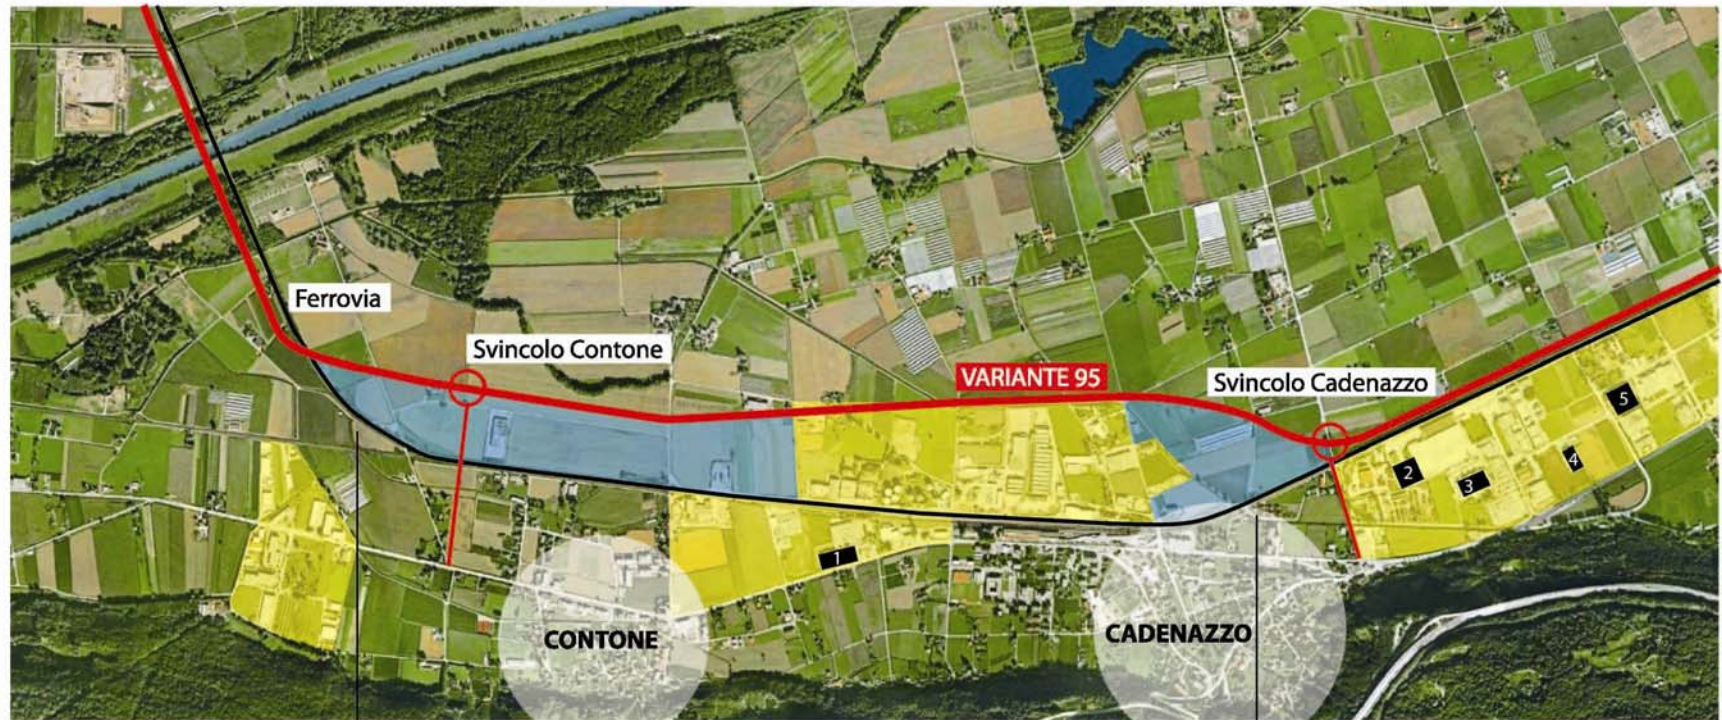 Ferrovia
Svincolo Contone
VARIANTE 95
Svincolo Cadenazzo
5
2
3
4
1
CONTONE
CADENAZZO